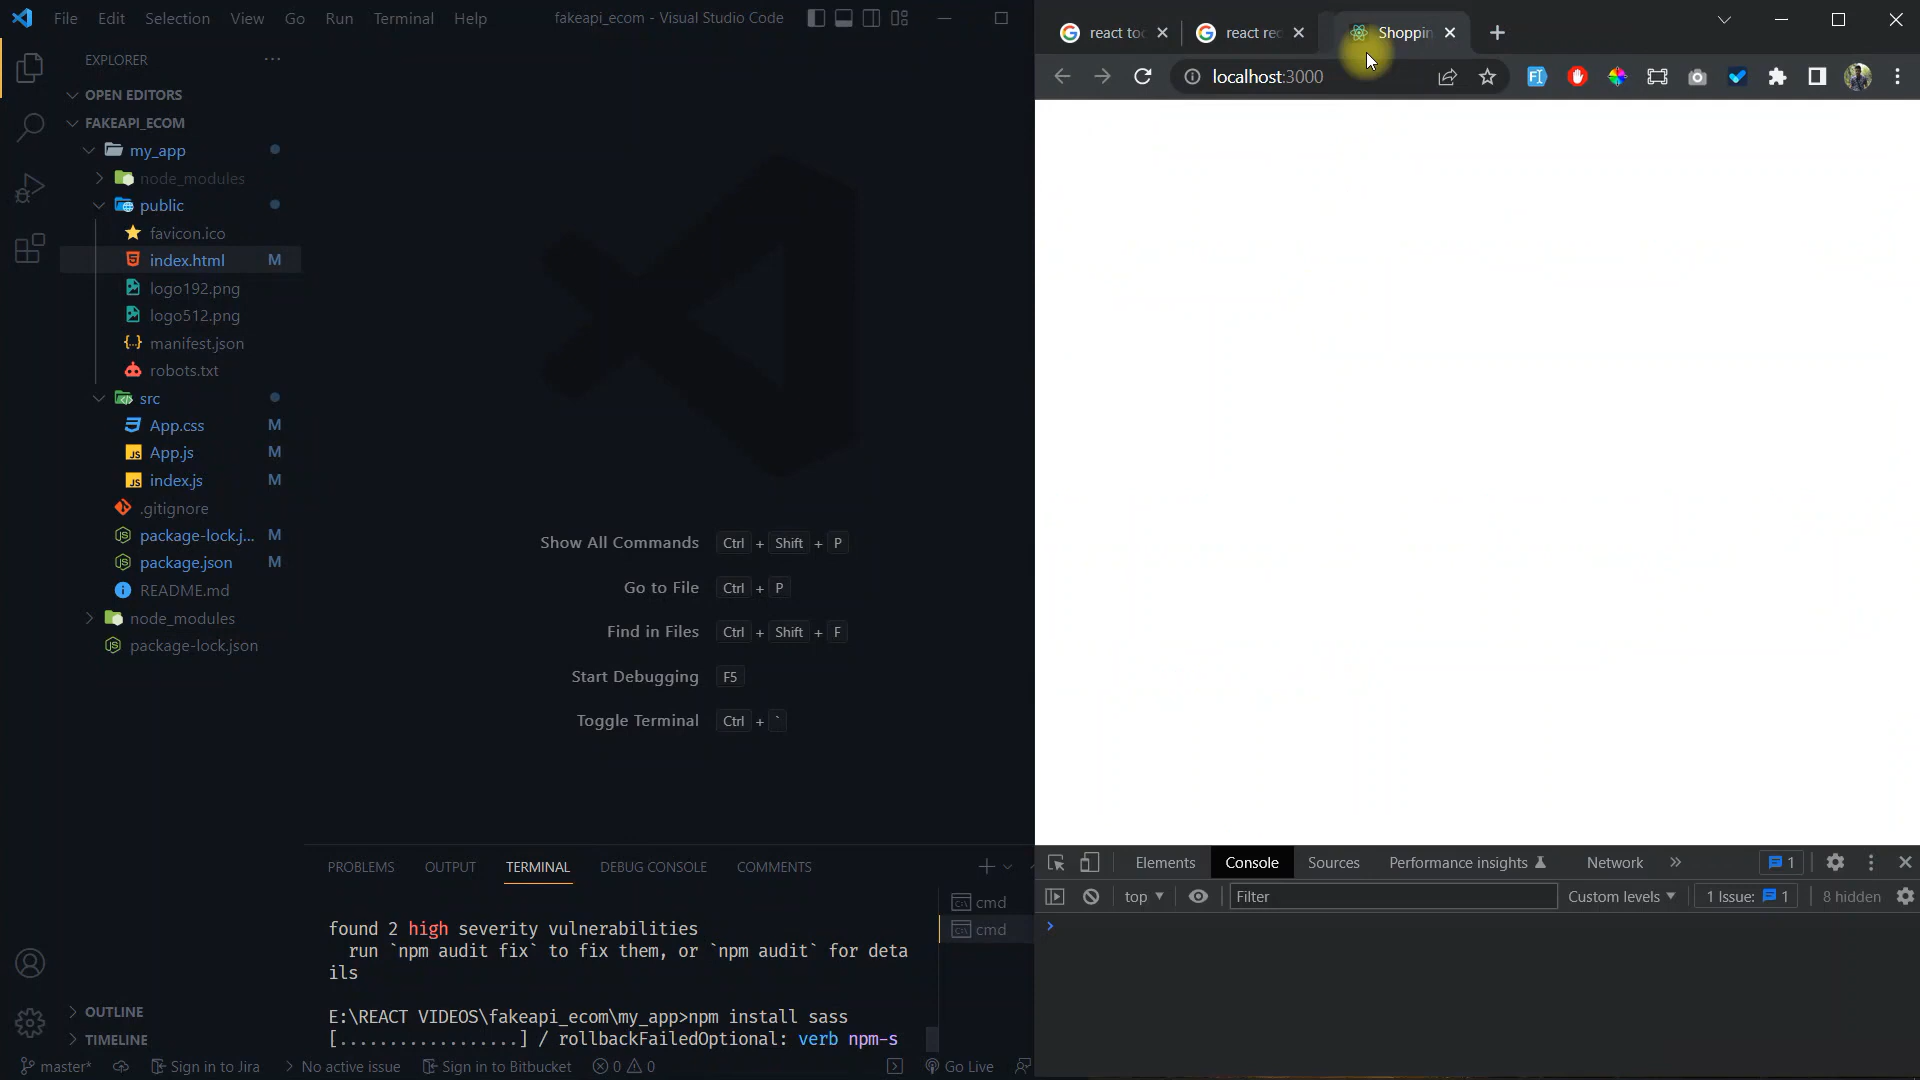 File Edit Selection View Go Run Terminal Help
fakeapi_ecom - Visual Studio Code
EXPLORER
OPEN EDITORS
FAKEAPI_ECOM
my_app
node_modules
public
favicon.ico
index.html M
logo192.png
logo512.png
manifest.json
robots.txt
src
App.css M
App.js M
index.js M
.gitignore
package-lock.j... M
package.json M
README.md
node_modules
package-lock.json
OUTLINE
TIMELINE
Show All Commands Ctrl + Shift + P
Go to File Ctrl + P
Find in Files Ctrl + Shift + F
Start Debugging F5
Toggle Terminal Ctrl + `
PROBLEMS OUTPUT TERMINAL DEBUG CONSOLE COMMENTS
found 2 high severity vulnerabilities
run `npm audit fix` to fix them, or `npm audit` for deta
ils
E:\REACT VIDEOS\fakeapi_ecom\my_app>npm install sass
[..................] / rollbackFailedOptional: verb npm-s
cmd
cmd
master* Sign in to Jira No active issue Sign in to Bitbucket 0 0 Go Live
react too react rec Shoppin
localhost:3000
Elements Console Sources Performance insights Network » 1
top Filter Custom levels 1 Issue: 1 8 hidden